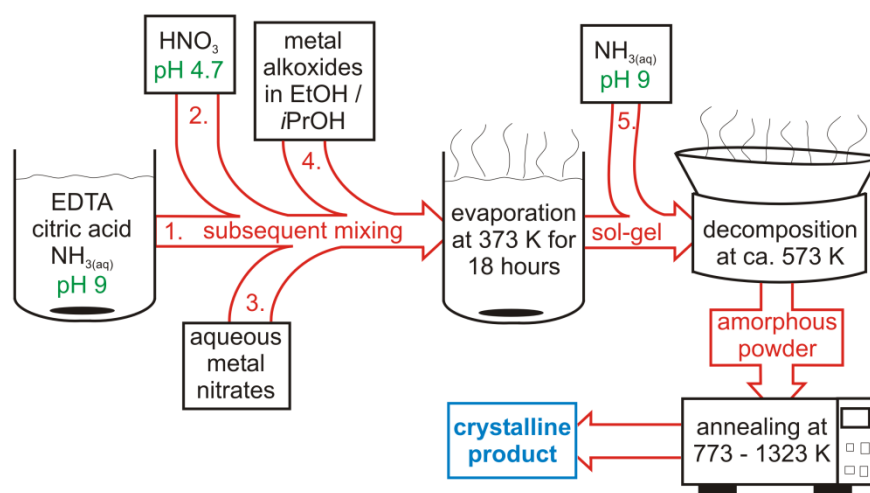 HNO3
pH 4.7
2.
metal
alkoxides
in EtOH /
iPrOH
4.
NH3(aq)
pH 9
5.
EDTA
citric acid
NH3(aq)
pH 9
1. subsequent mixing
3.
aqueous
metal
nitrates
evaporation
at 373 K for
18 hours
sol-gel
decomposition
at ca. 573 K
amorphous
powder
annealing at
773 - 1323 K
crystalline
product